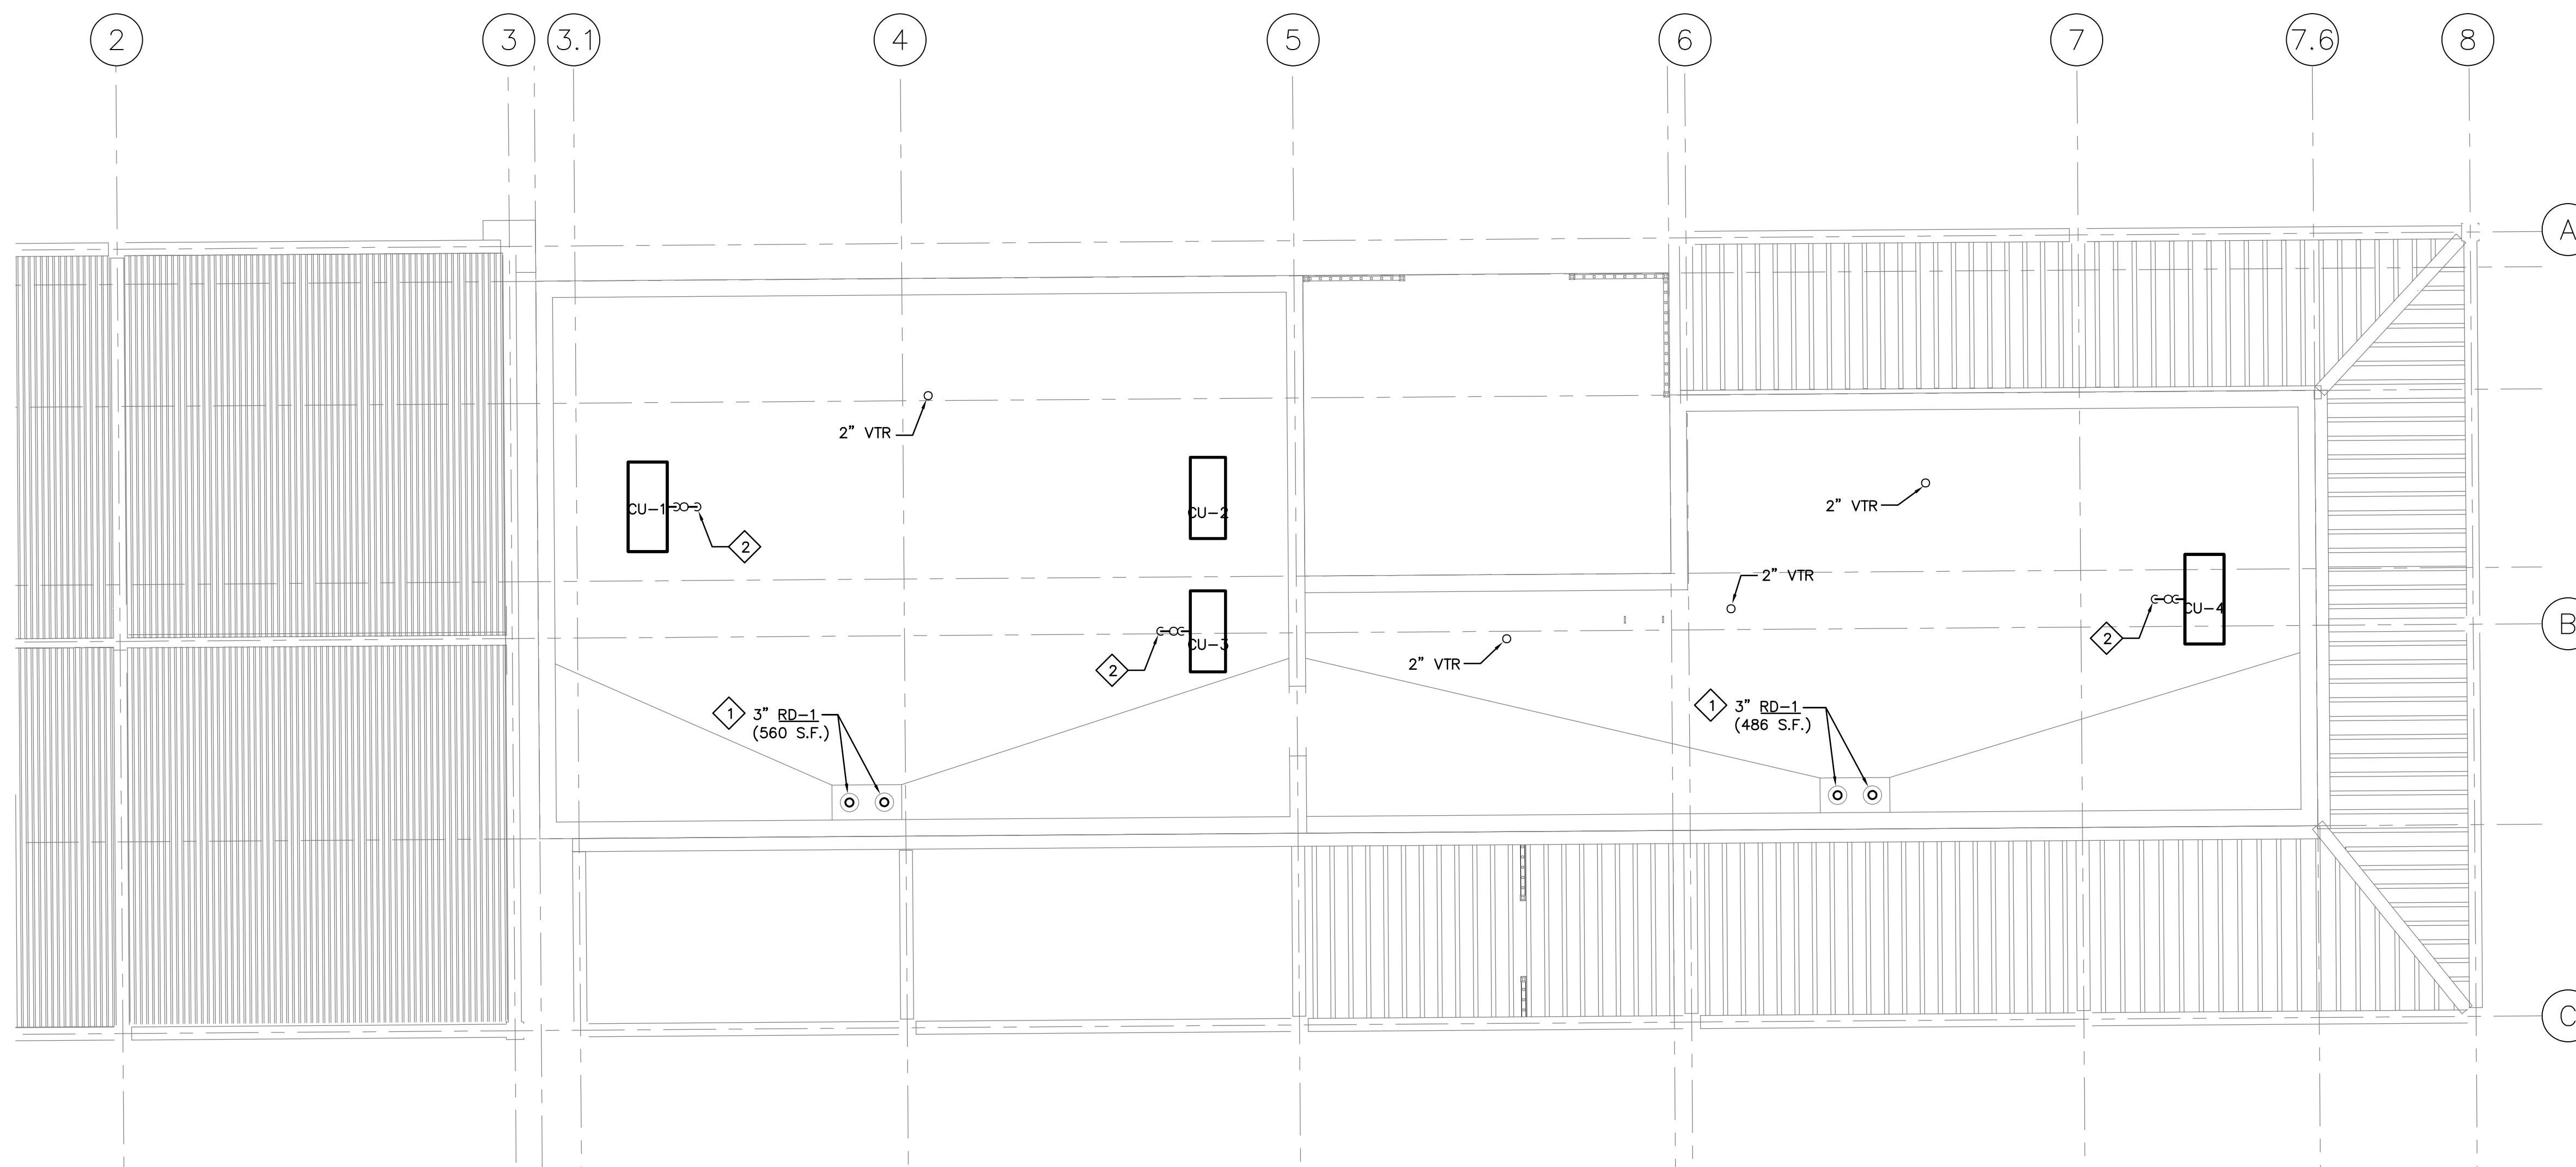 2
3
3.1
4
5
6
7
7.6
8
A
2” VTR
2” VTR
CU-1
CU-2
2
2” VTR
CU-4
B
CU-3
2
2” VTR
2
1
3” RD-1
(560 S.F.)
1
3” RD-1
(486 S.F.)
C